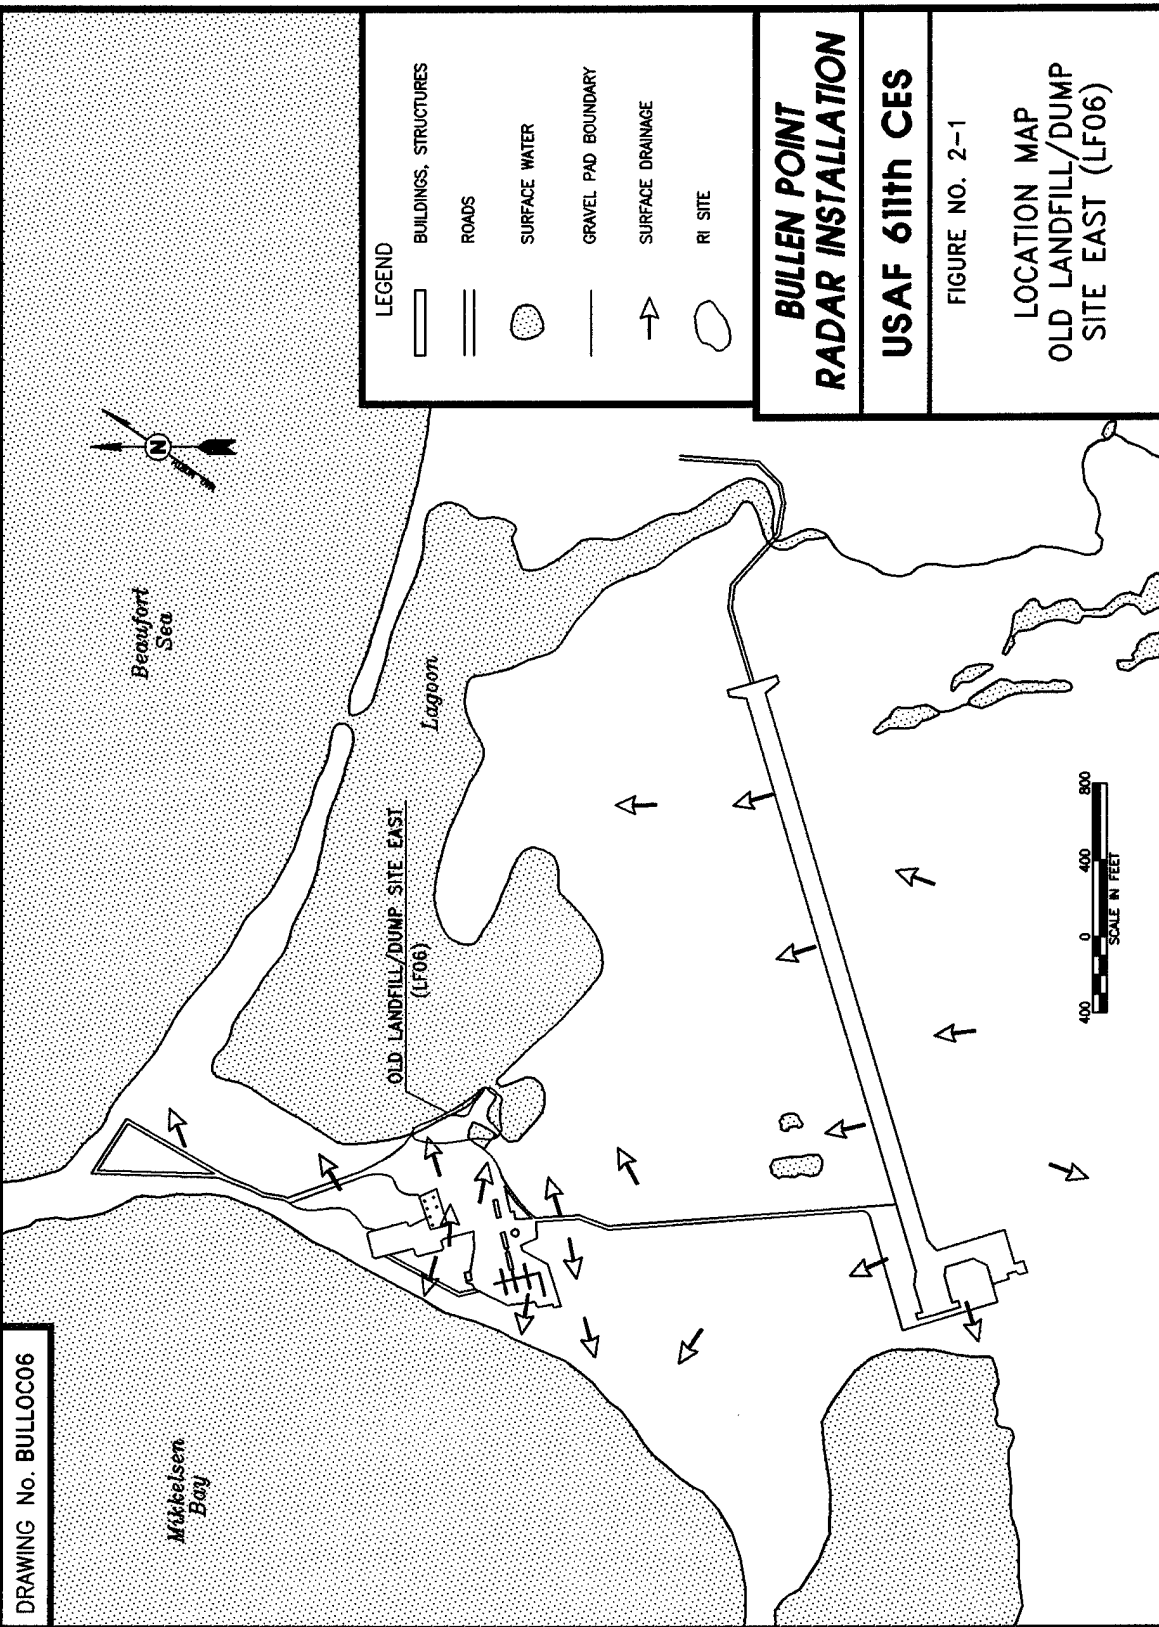 DRAWING No. BULLOC06
Mikkelsen
Bay
Beaufort
Sea
N
Lagoon
OLD LANDFILL/DUMP SITE EAST
(LF06)
400 0 400 800
SCALE IN FEET
LEGEND
BUILDINGS, STRUCTURES
ROADS
SURFACE WATER
GRAVEL PAD BOUNDARY
SURFACE DRAINAGE
RI SITE
BULLEN POINT
RADAR INSTALLATION
USAF 611th CES
FIGURE NO. 2-1
LOCATION MAP
OLD LANDFILL/DUMP
SITE EAST (LF06)